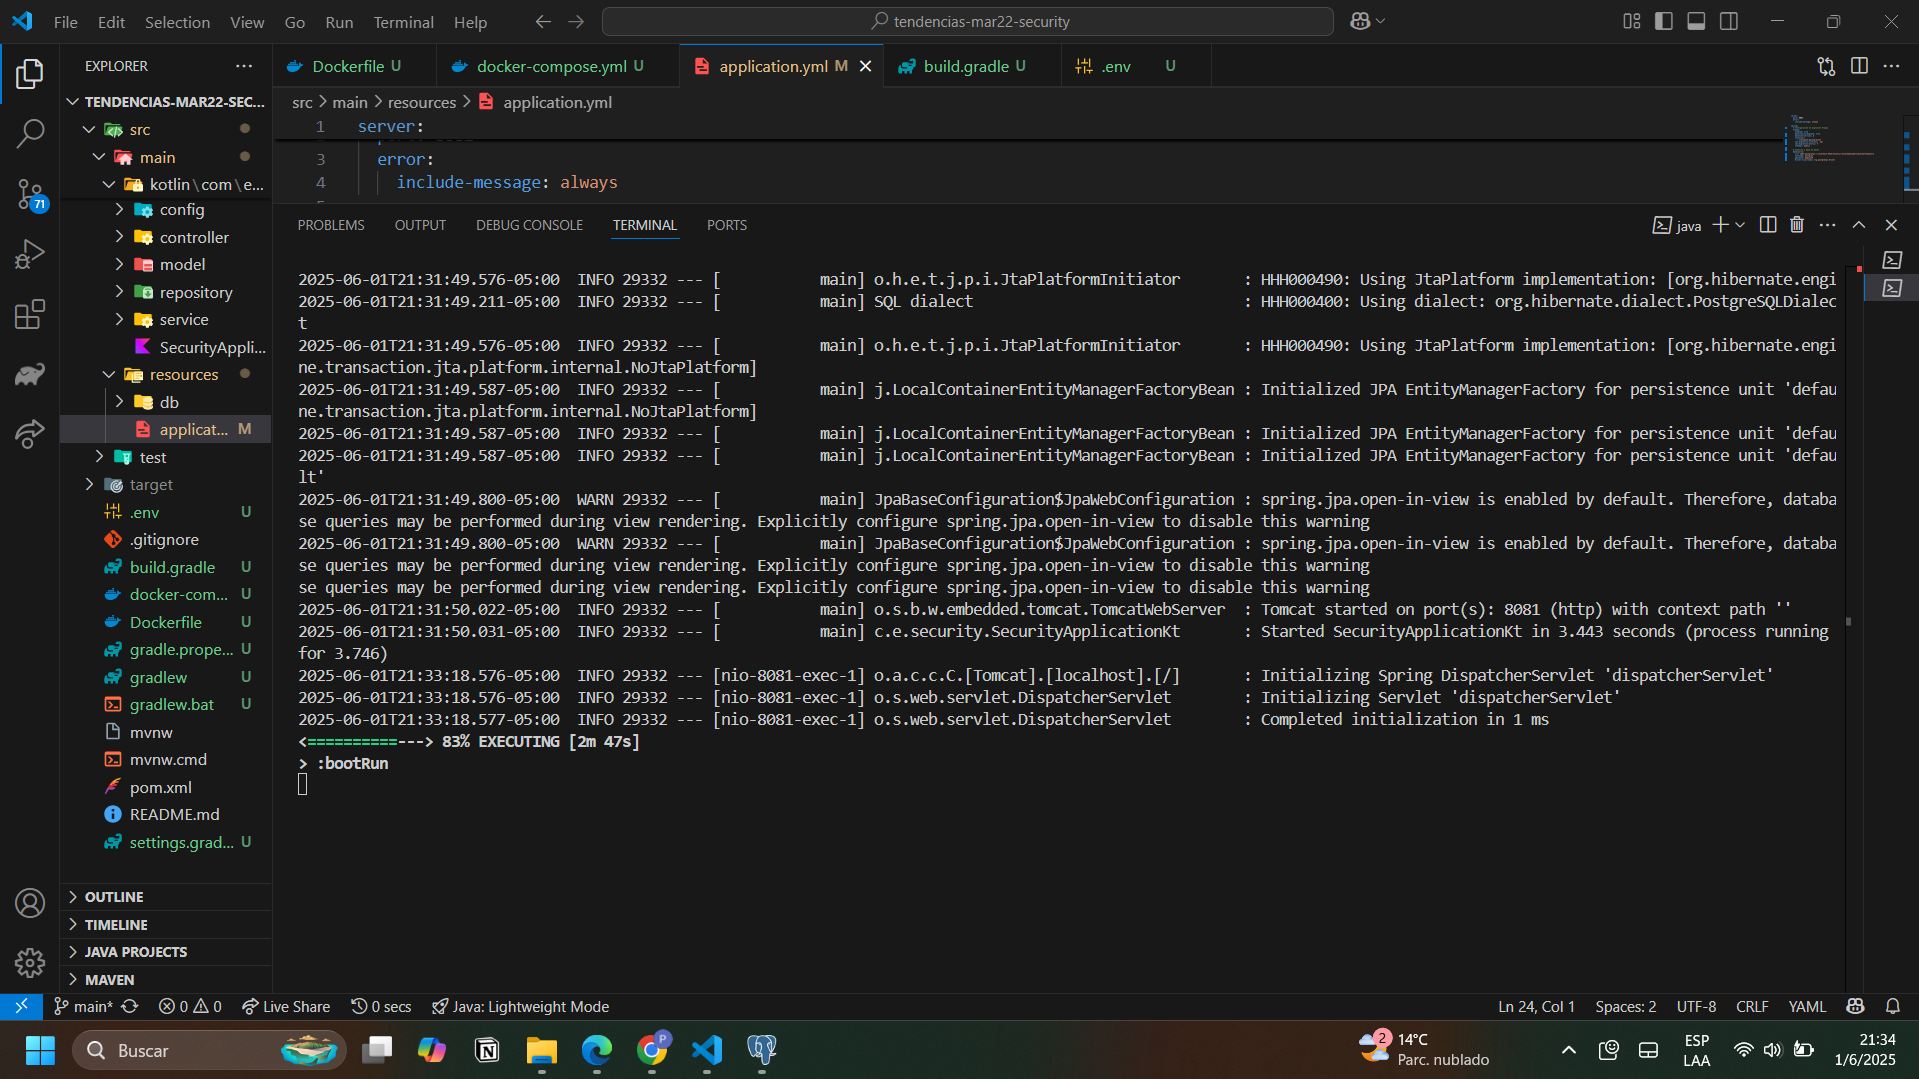 File Edit Selection View Go Run Terminal Help
tendencias-mar22-security
EXPLORER
Dockerfile U
docker-compose.yml U
application.yml M
build.gradle U
.env U
TENDENCIAS-MAR22-SEC...
src
main
kotlin\com\e...
config
controller
model
repository
service
SecurityAppli...
resources
db
applicat... M
test
target
.env U
.gitignore
build.gradle U
docker-com... U
Dockerfile U
gradle.prope... U
gradlew U
gradlew.bat U
mvnw
mvnw.cmd
pom.xml
README.md
settings.grad... U
OUTLINE
TIMELINE
JAVA PROJECTS
MAVEN
71
src > main > resources > application.yml
1 server:
3 error:
4 include-message: always
PROBLEMS OUTPUT DEBUG CONSOLE TERMINAL PORTS
java
2025-06-01T21:31:49.576-05:00  INFO 29332 --- [           main] o.h.e.t.j.p.i.JtaPlatformInitiator       : HHH000490: Using JtaPlatform implementation: [org.hibernate.engi
2025-06-01T21:31:49.211-05:00  INFO 29332 --- [           main] SQL dialect                              : HHH000400: Using dialect: org.hibernate.dialect.PostgreSQLDialec
t
2025-06-01T21:31:49.576-05:00  INFO 29332 --- [           main] o.h.e.t.j.p.i.JtaPlatformInitiator       : HHH000490: Using JtaPlatform implementation: [org.hibernate.engi
ne.transaction.jta.platform.internal.NoJtaPlatform]
2025-06-01T21:31:49.587-05:00  INFO 29332 --- [           main] j.LocalContainerEntityManagerFactoryBean : Initialized JPA EntityManagerFactory for persistence unit 'defau
ne.transaction.jta.platform.internal.NoJtaPlatform]
2025-06-01T21:31:49.587-05:00  INFO 29332 --- [           main] j.LocalContainerEntityManagerFactoryBean : Initialized JPA EntityManagerFactory for persistence unit 'defau
2025-06-01T21:31:49.587-05:00  INFO 29332 --- [           main] j.LocalContainerEntityManagerFactoryBean : Initialized JPA EntityManagerFactory for persistence unit 'defau
lt'
2025-06-01T21:31:49.800-05:00  WARN 29332 --- [           main] JpaBaseConfiguration$JpaWebConfiguration : spring.jpa.open-in-view is enabled by default. Therefore, databa
se queries may be performed during view rendering. Explicitly configure spring.jpa.open-in-view to disable this warning
2025-06-01T21:31:49.800-05:00  WARN 29332 --- [           main] JpaBaseConfiguration$JpaWebConfiguration : spring.jpa.open-in-view is enabled by default. Therefore, databa
se queries may be performed during view rendering. Explicitly configure spring.jpa.open-in-view to disable this warning
se queries may be performed during view rendering. Explicitly configure spring.jpa.open-in-view to disable this warning
2025-06-01T21:31:50.022-05:00  INFO 29332 --- [           main] o.s.b.w.embedded.tomcat.TomcatWebServer  : Tomcat started on port(s): 8081 (http) with context path ''
2025-06-01T21:31:50.031-05:00  INFO 29332 --- [           main] c.e.security.SecurityApplicationKt       : Started SecurityApplicationKt in 3.443 seconds (process running
for 3.746)
2025-06-01T21:33:18.576-05:00  INFO 29332 --- [nio-8081-exec-1] o.a.c.c.C.[Tomcat].[localhost].[/]       : Initializing Spring DispatcherServlet 'dispatcherServlet'
2025-06-01T21:33:18.576-05:00  INFO 29332 --- [nio-8081-exec-1] o.s.web.servlet.DispatcherServlet        : Initializing Servlet 'dispatcherServlet'
2025-06-01T21:33:18.577-05:00  INFO 29332 --- [nio-8081-exec-1] o.s.web.servlet.DispatcherServlet        : Completed initialization in 1 ms
<==========---> 83% EXECUTING [2m 47s]
> :bootRun
main* 0 0 Live Share 0 secs Java: Lightweight Mode Ln 24, Col 1 Spaces: 2 UTF-8 CRLF YAML
Buscar
P
2 14°C
Parc. nublado
ESP
LAA
21:34
1/6/2025